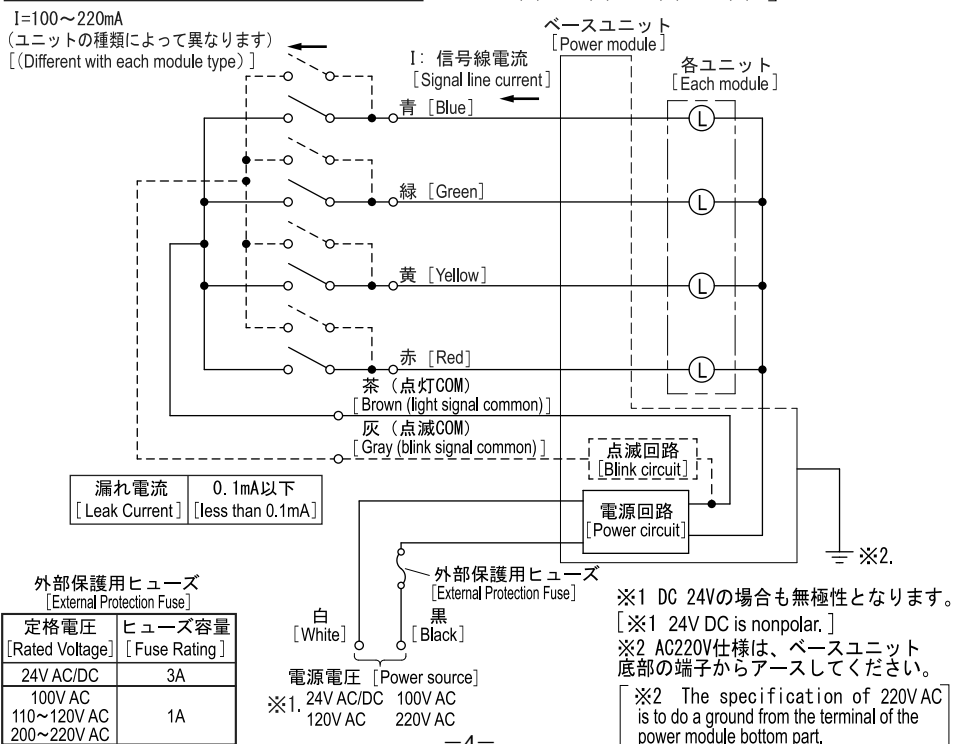 I=100～220mA
(ユニットの種類によって異なります)
[(Different with each module type)]
I: 信号線電流
[Signal line current]
ベースユニット
[Power module]
各ユニット
[Each module]
青 [Blue]
L
緑 [Green]
L
黄 [Yellow]
L
赤 [Red]
L
茶 (点灯COM)
[Brown (light signal common)]
灰 (点滅COM)
[Gray (blink signal common)]
点滅回路
[Blink circuit]
漏れ電流 0.1mA以下
[Leak Current] [less than 0.1mA]
電源回路
[Power circuit]
※2.
外部保護用ヒューズ
[External Protection Fuse]
白
[White]
黒
[Black]
電源電圧 [Power source]
※1. 24V AC/DC 100V AC
120V AC 220V AC
外部保護用ヒューズ
[External Protection Fuse]
定格電圧 ヒューズ容量
[Rated Voltage] [Fuse Rating]
24V AC/DC 3A
100V AC
110～120V AC 1A
200～220V AC
※1 DC 24Vの場合も無極性となります。
[※1 24V DC is nonpolar.]
※2 AC220V仕様は、ベースユニット
底部の端子からアースしてください。
[※2 The specification of 220V AC
is to do a ground from the terminal of the
power module bottom part.
－4－